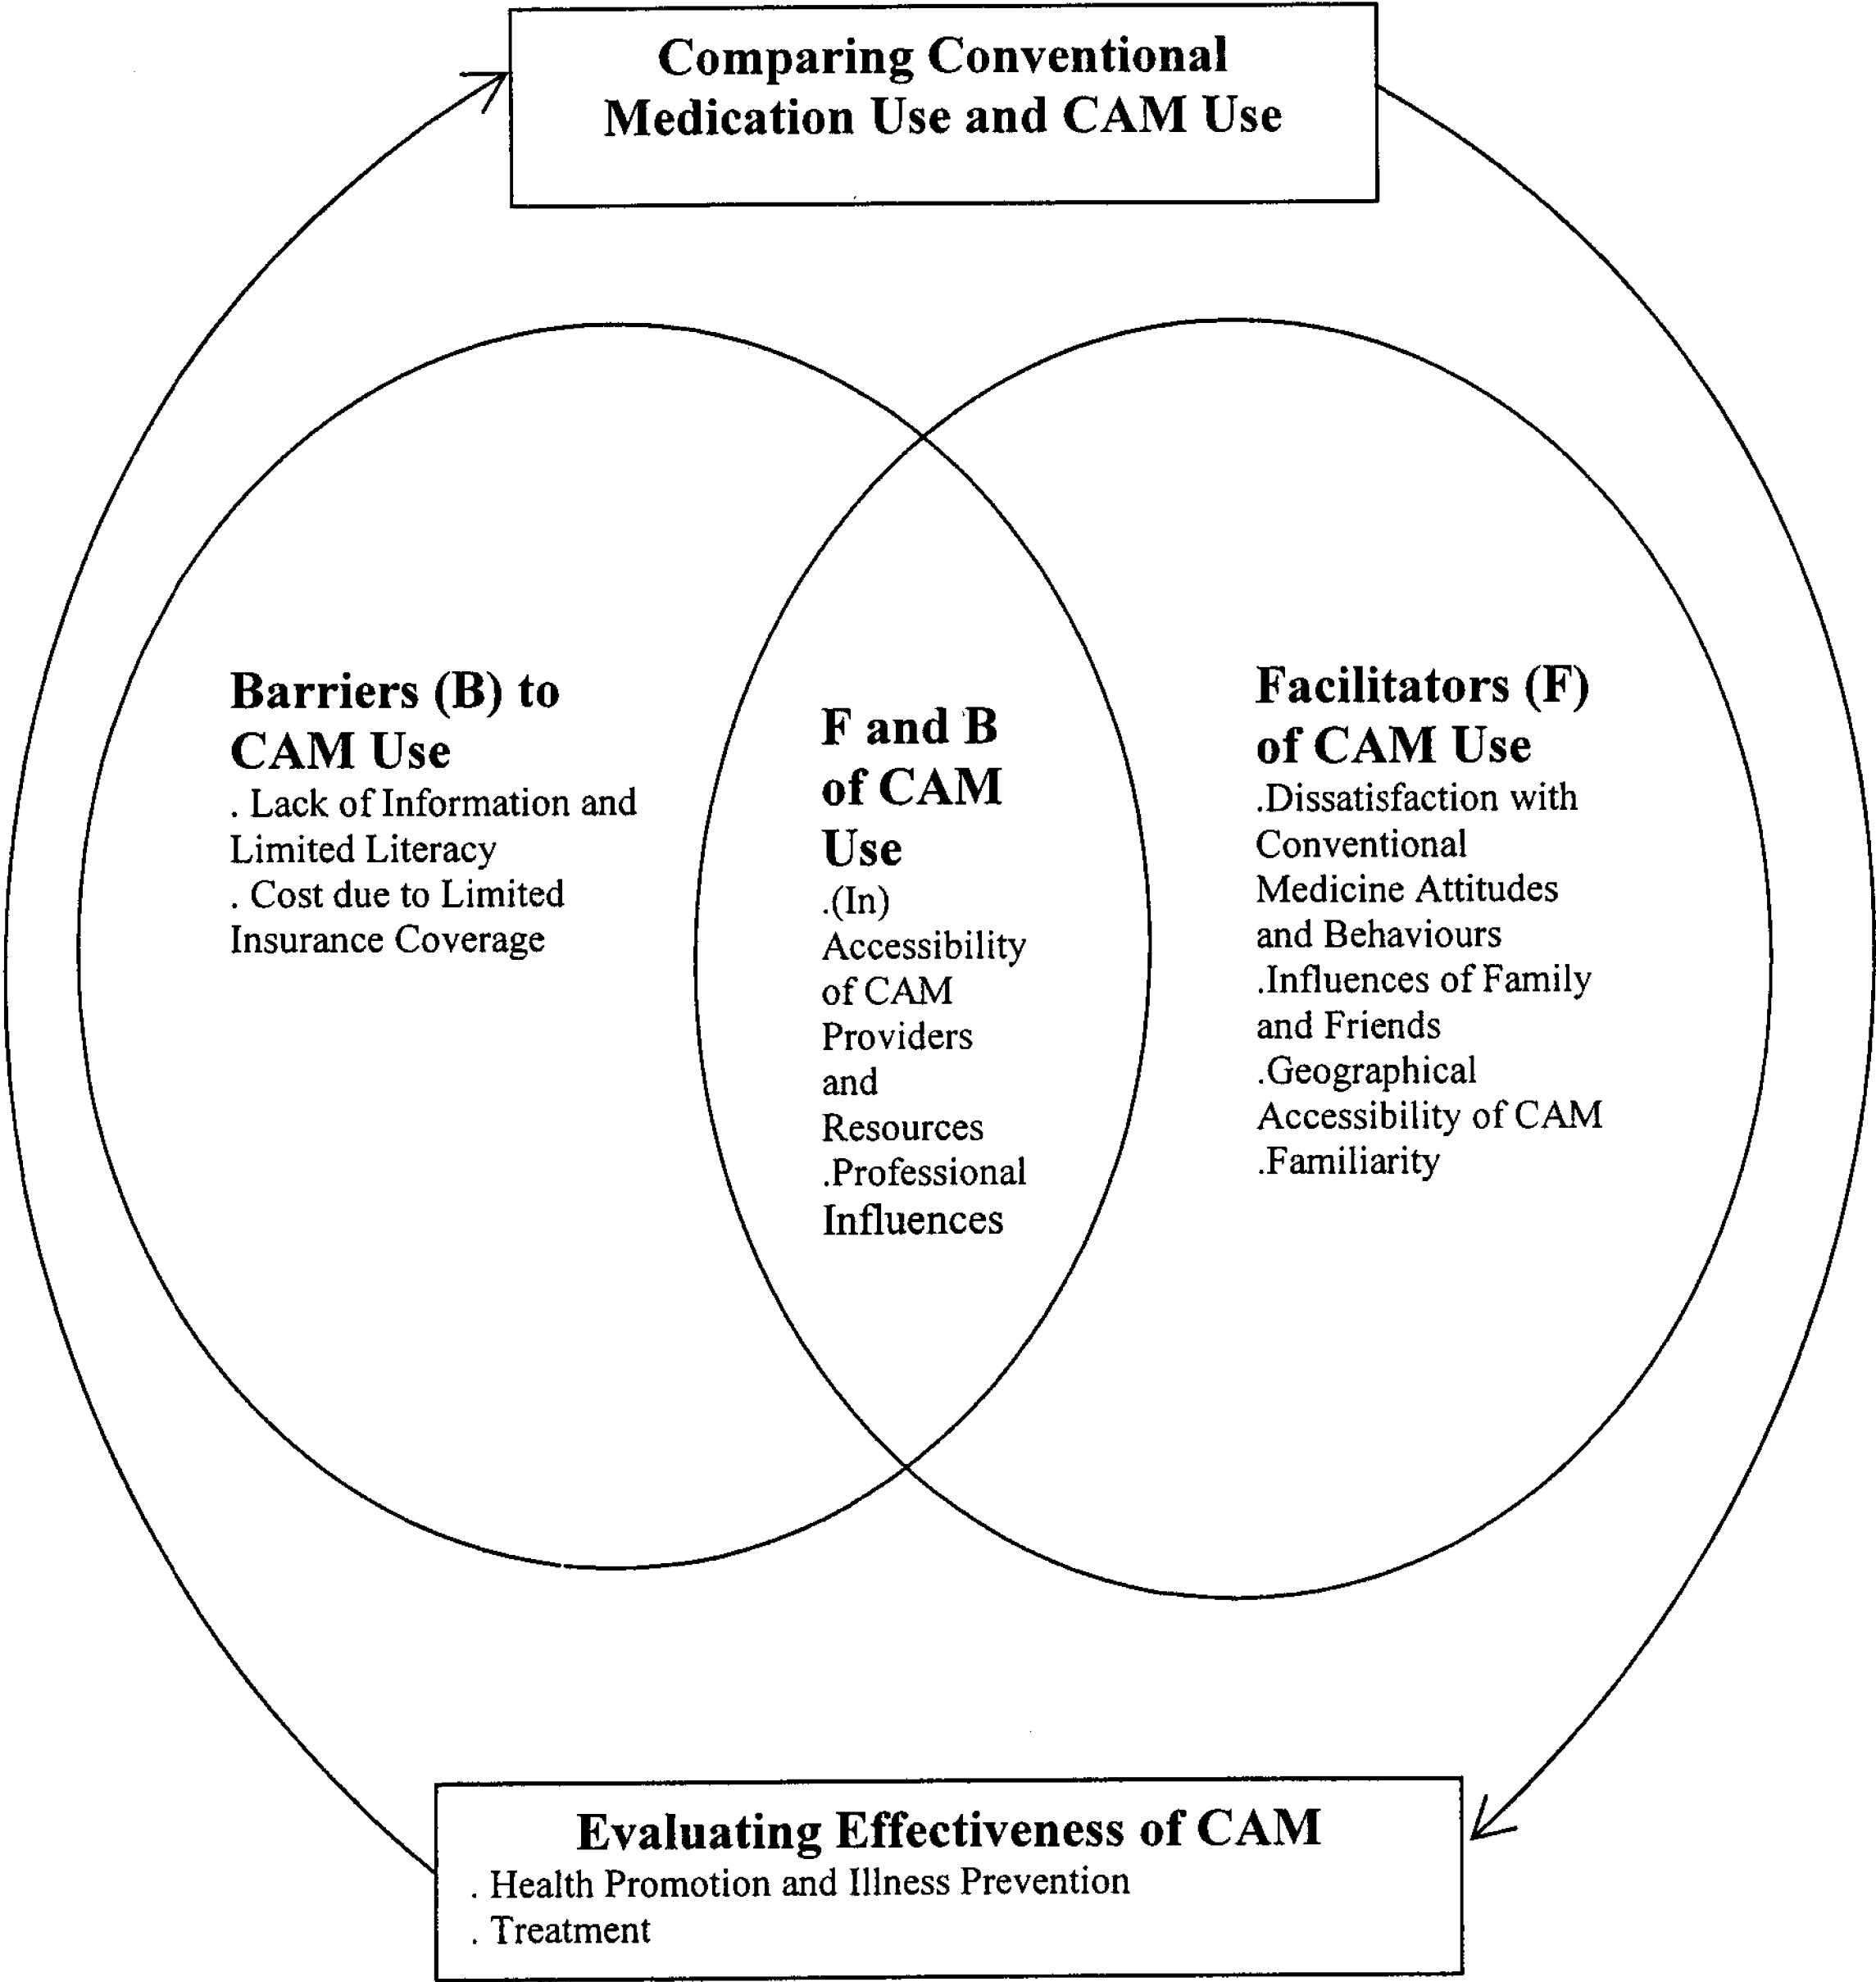 Comparing Conventional
Medication Use and CAM Use
Barriers (B) to
CAM Use
. Lack of Information and
Limited Literacy
. Cost due to Limited
Insurance Coverage
F and B
of CAM
Use
.(In)
Accessibility
of CAM
Providers
and
Resources
.Professional
Influences
Facilitators (F)
of CAM Use
.Dissatisfaction with
Conventional
Medicine Attitudes
and Behaviours
.Influences of Family
and Friends
.Geographical
Accessibility of CAM
.Familiarity
Evaluating Effectiveness of CAM
. Health Promotion and Illness Prevention
. Treatment